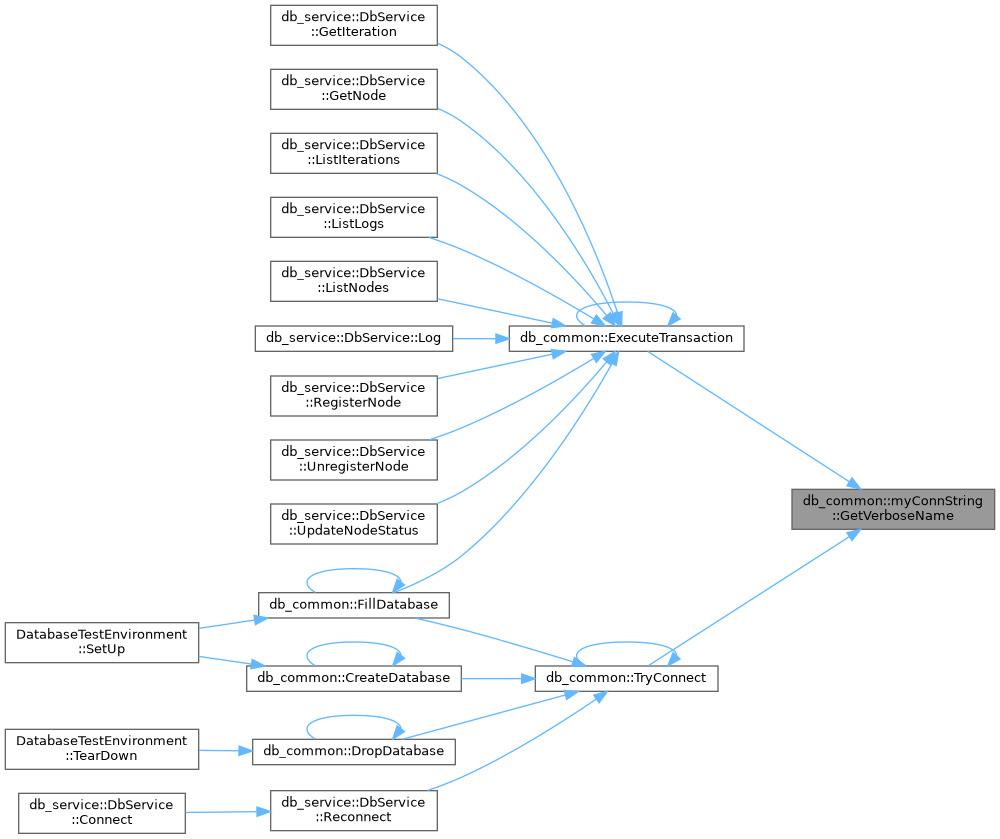 db_service::DbService
::GetIteration
db_service::DbService
::GetNode
db_service::DbService
::ListIterations
db_service::DbService
::ListLogs
db_service::DbService
::ListNodes
db_service::DbService::Log
db_common::ExecuteTransaction
db_service::DbService
::RegisterNode
db_service::DbService
::UnregisterNode
db_common::myConnString
::GetVerboseName
db_service::DbService
::UpdateNodeStatus
db_common::FillDatabase
DatabaseTestEnvironment
::SetUp
db_common::CreateDatabase
db_common::TryConnect
DatabaseTestEnvironment
::TearDown
db_common::DropDatabase
db_service::DbService
::Connect
db_service::DbService
::Reconnect